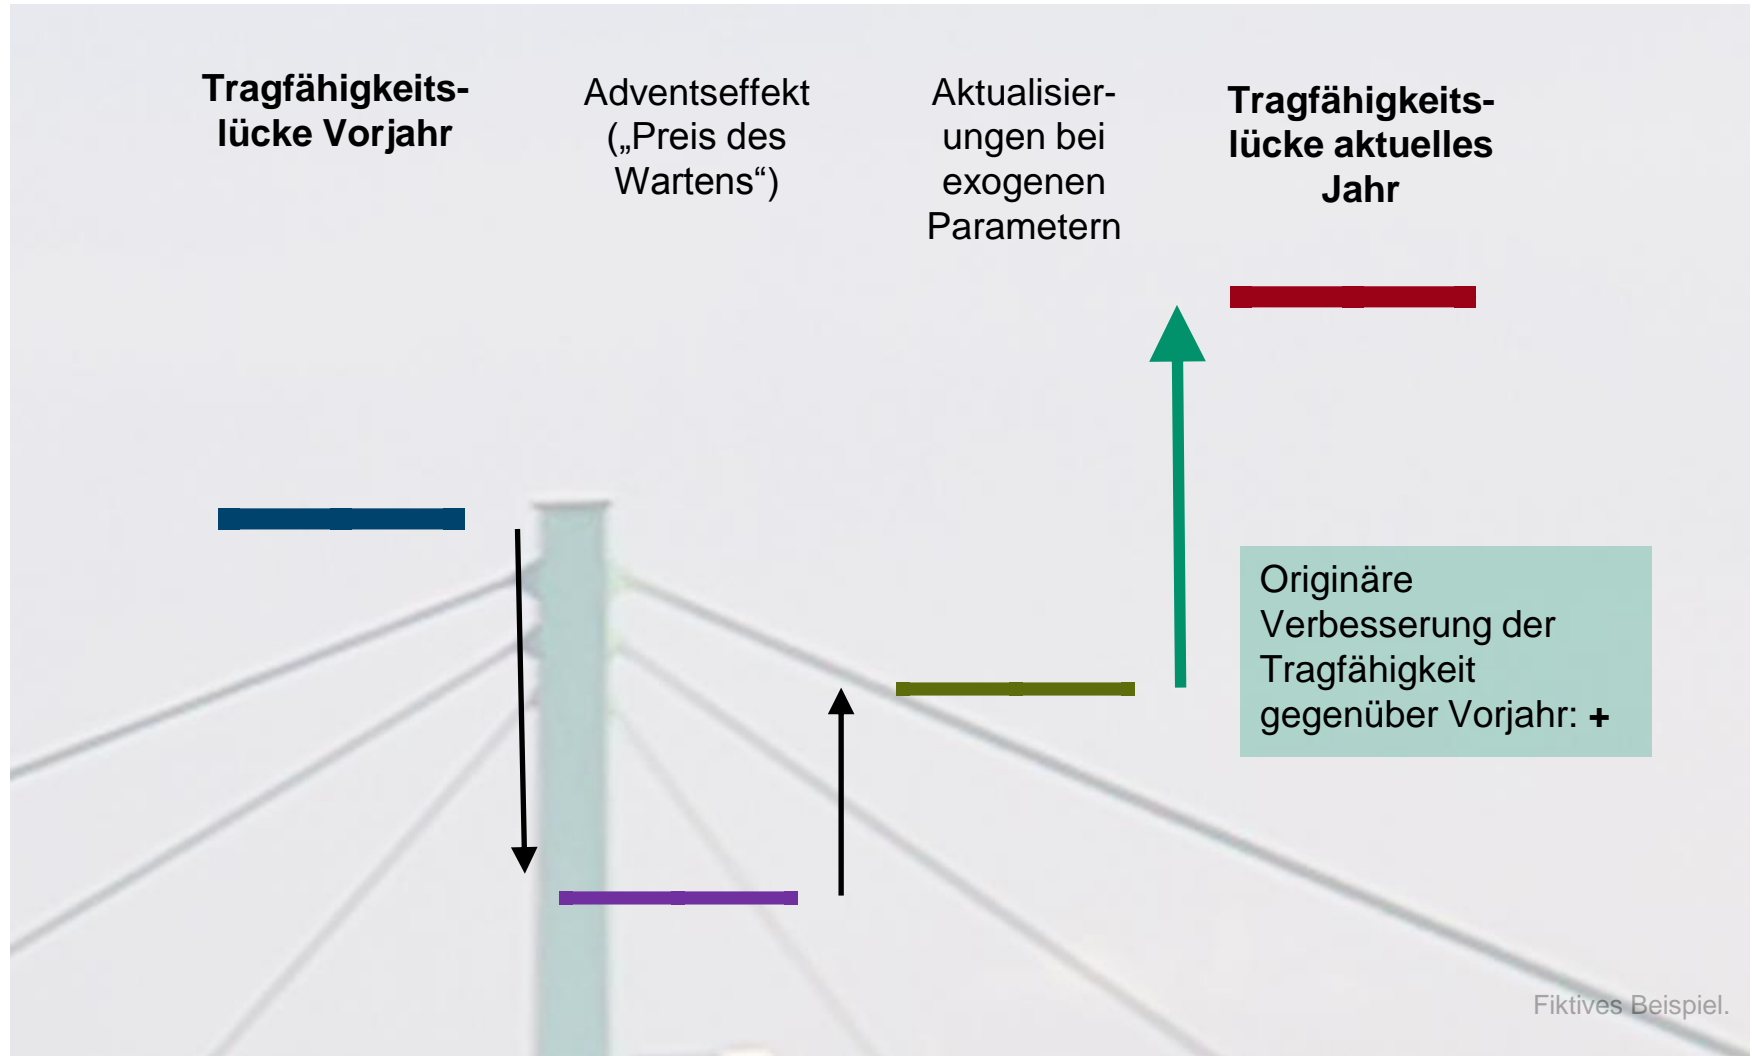 Tragfähigkeits-
lücke Vorjahr
Adventseffekt
(„Preis des
Wartens“)
Aktualisier-
ungen bei
exogenen
Parametern
Tragfähigkeits-
lücke aktuelles
Jahr
Originäre
Verbesserung der
Tragfähigkeit
gegenüber Vorjahr: +
Fiktives Beispiel.